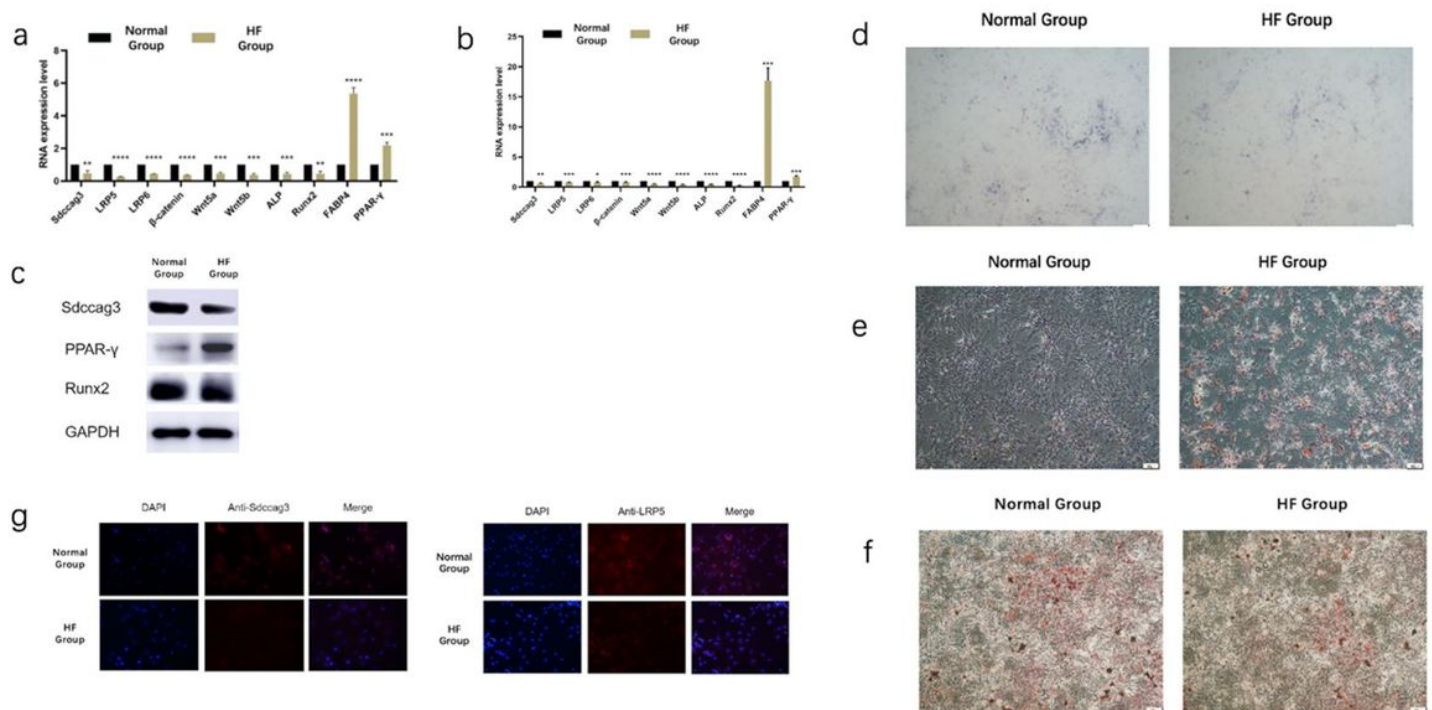 a
Normal
Group
HF
Group
RNA expression level
8
6
4
2
0
** **** **** **** *** *** *** ** **** ***
Sdccag3 LRP5 LRP6 β-catenin Wnt5a Wnt5b ALP Runx2 FABP4 PPAR-γ
b
Normal
Group
HF
Group
RNA expression level
25
20
15
10
5
0
** *** * *** **** **** **** **** *** ***
Sdccag3 LRP5 LRP6 β-catenin Wnt5a Wnt5b ALP Runx2 FABP4 PPAR-γ
c
Normal
Group
HF
Group
Sdccag3
PPAR-γ
Runx2
GAPDH
d
Normal Group
HF Group
e
Normal Group
HF Group
f
Normal Group
HF Group
g
DAPI Anti-Sdccag3 Merge
Normal
Group
HF
Group
DAPI Anti-LRP5 Merge
Normal
Group
HF
Group